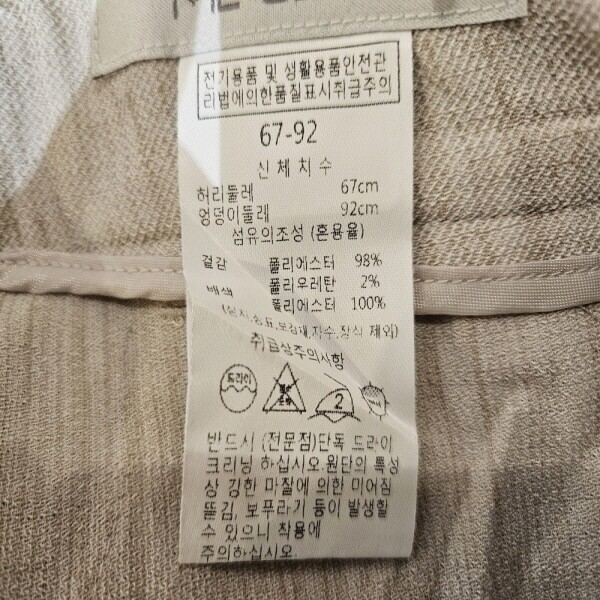 전기용품 및 생활용품안전관
리법에의한품질표시취급주의
67-92
신체치수
허리둘레 67cm
엉덩이둘레 92cm
섬유의조성 (혼용율)
겉감 폴리에스터 98%
폴리우레탄 2%
배색 폴리에스터 100%
자수,장식 제외)
취급상주의사항
드라이
2
반드시 (전문점)단독 드라이
크리닝 하십시오.원단의 특성
상 강한 마찰에 의한 미어짐
뜯김, 보푸라기 등이 발생할
수 있으니 착용에
주의하십시오.